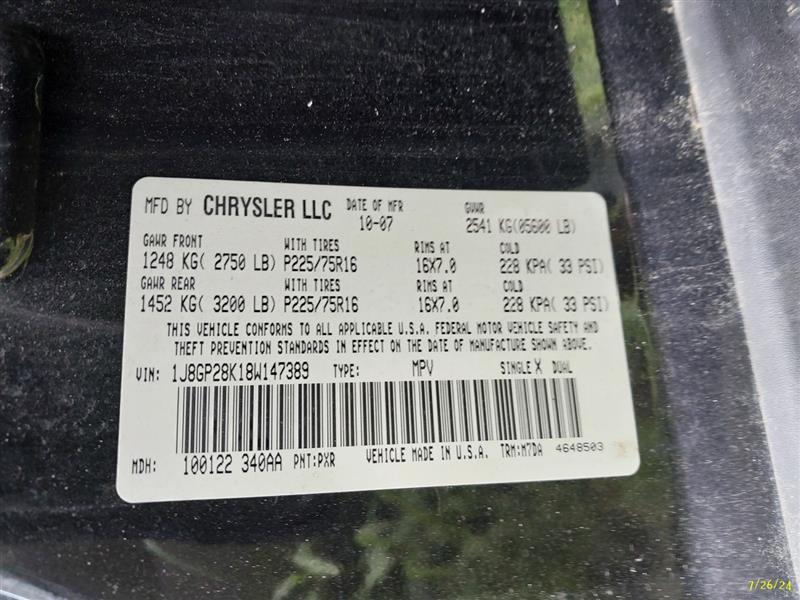 MFD BY CHRYSLER LLC DATE OF MFR GVWR
10-07 2541 KG(05600 LB)
GAWR FRONT WITH TIRES RIMS AT COLD
1248 KG( 2750 LB) P225/75R16 16X7.0 228 KPA( 33 PSI)
GAWR REAR WITH TIRES RIMS AT COLD
1452 KG( 3200 LB) P225/75R16 16X7.0 228 KPA( 33 PSI)
THIS VEHICLE CONFORMS TO ALL APPLICABLE U.S.A. FEDERAL MOTOR VEHICLE SAFETY AND
THEFT PREVENTION STANDARDS IN EFFECT ON THE DATE OF MANUFACTURE SHOWN ABOVE.
VIN: 1J8GP28K18W147389 TYPE: MPV SINGLE X DUAL
MDH: 100122 340AA PNT:PXR VEHICLE MADE IN U.S.A. TRM:M7DA 4648503
7/26/24